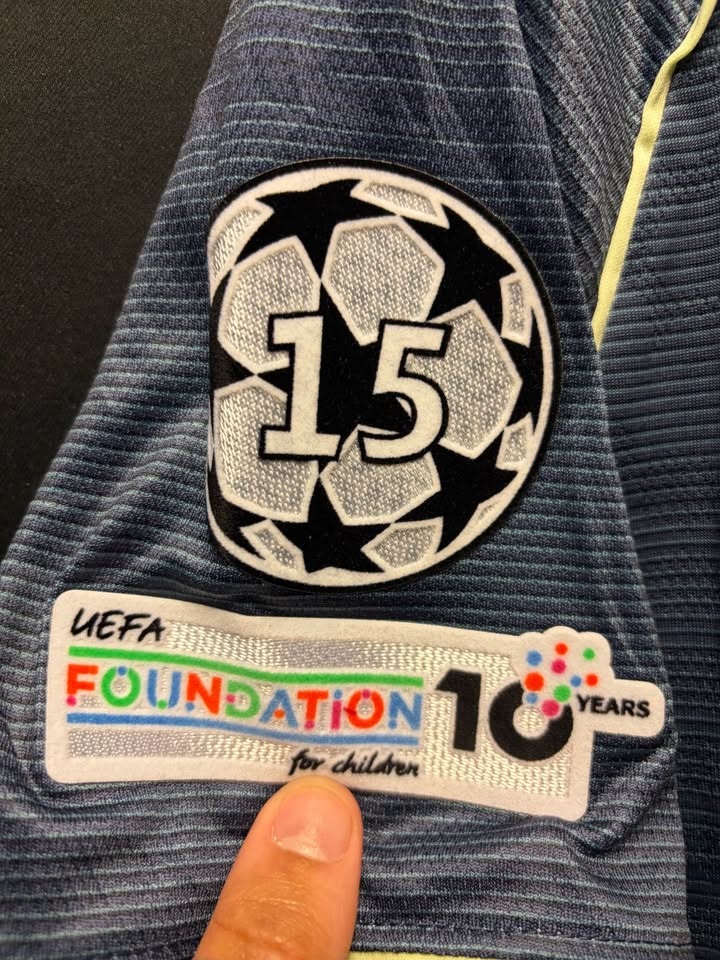 15
UEFA
FOUNDATION
for children
10 YEARS